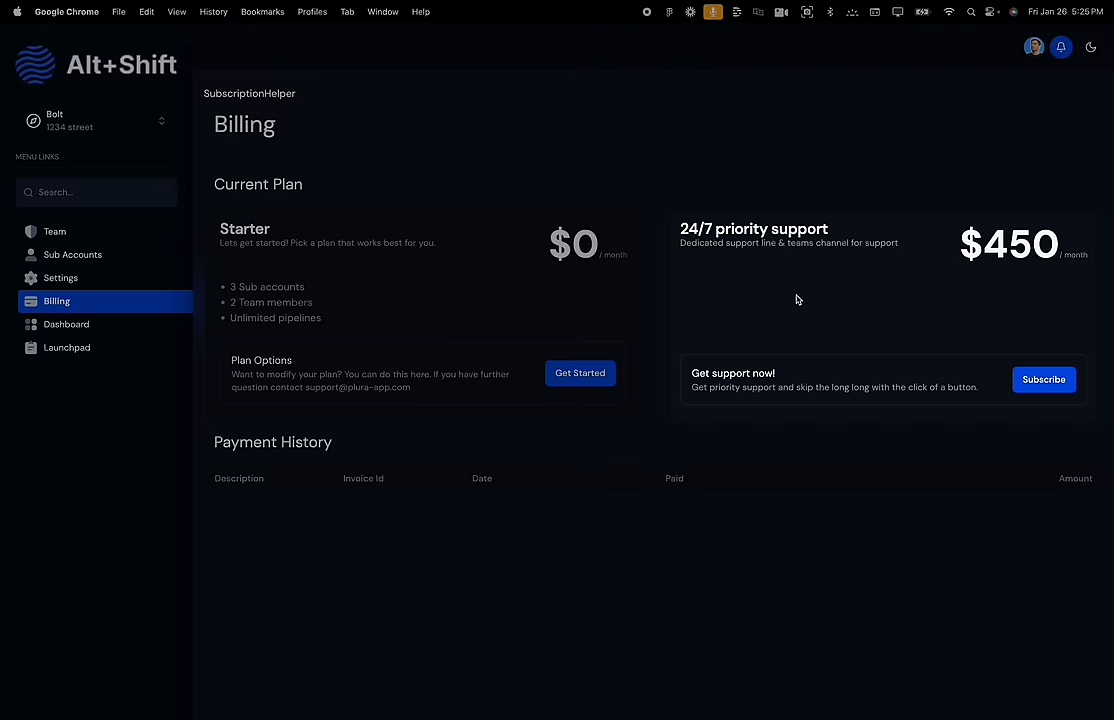 Google Chrome File Edit View History Bookmarks Profiles Tab Window Help Fri Jan 26 5:25 PM
Alt+Shift
Bolt
1234 street
MENU LINKS
Search...
Team
Sub Accounts
Settings
Billing
Dashboard
Launchpad
SubscriptionHelper
Billing
Current Plan
Starter
Lets get started! Pick a plan that works best for you.
$0 / month
• 3 Sub accounts
• 2 Team members
• Unlimited pipelines
Plan Options
Want to modify your plan? You can do this here. If you have further
question contact support@plura-app.com
Get Started
24/7 priority support
Dedicated support line & teams channel for support
$450 / month
Get support now!
Get priority support and skip the long long with the click of a button.
Subscribe
Payment History
Description Invoice Id Date Paid Amount